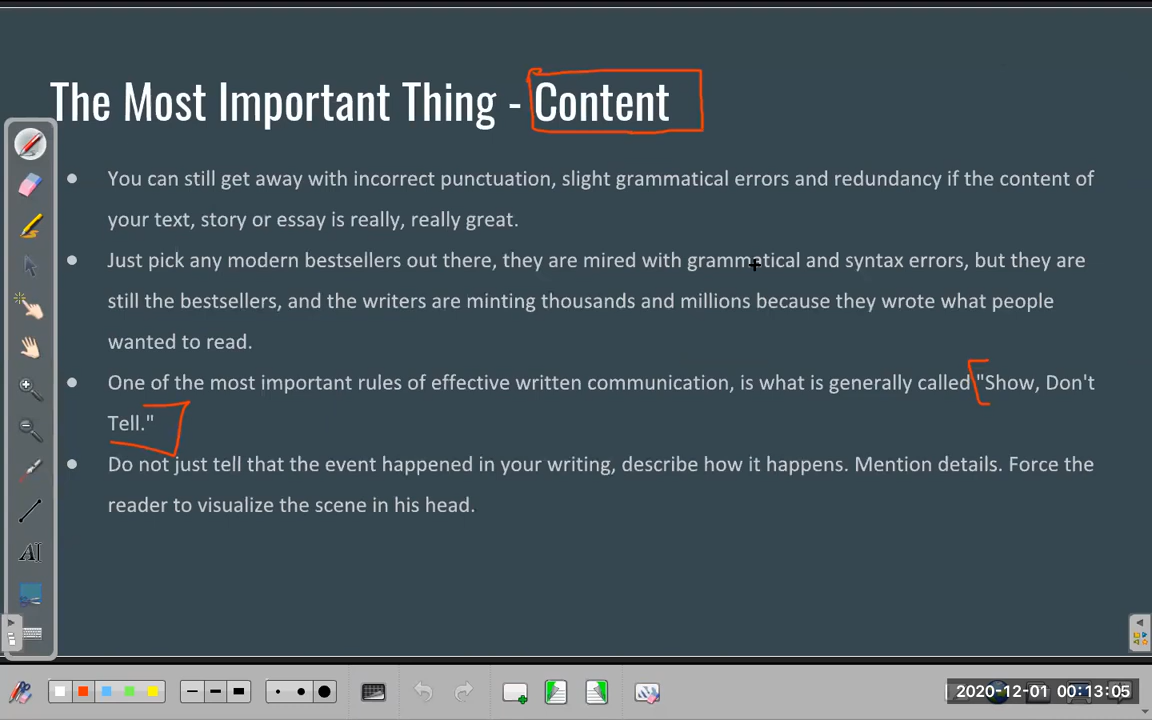 The Most Important Thing - Content
● You can still get away with incorrect punctuation, slight grammatical errors and redundancy if the content of
your text, story or essay is really, really great.
● Just pick any modern bestsellers out there, they are mired with grammatical and syntax errors, but they are
still the bestsellers, and the writers are minting thousands and millions because they wrote what people
wanted to read.
● One of the most important rules of effective written communication, is what is generally called "Show, Don't
Tell."
● Do not just tell that the event happened in your writing, describe how it happens. Mention details. Force the
reader to visualize the scene in his head.
AI
2020-12-01 00:13:05